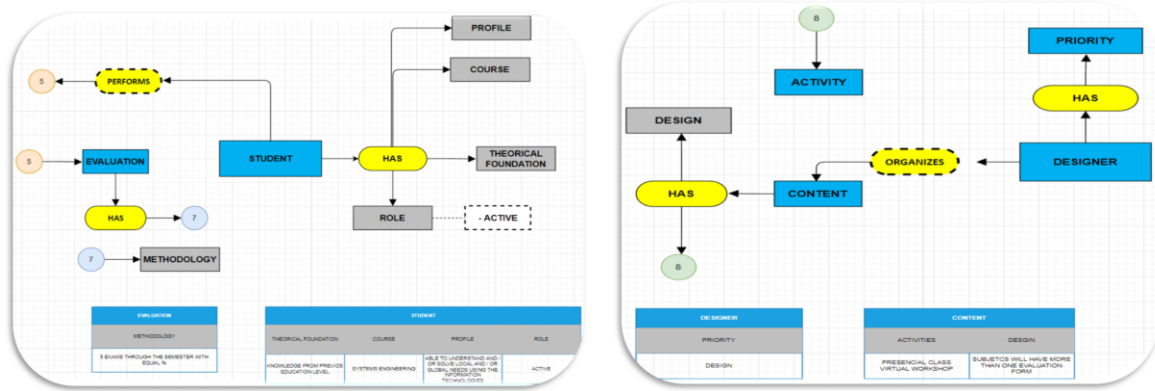 PROFILE
COURSE
5
PERFORMS
5
EVALUATION
STUDENT
HAS
THEORICAL
FOUNDATION
HAS
7
ROLE
- ACTIVE
7
METHODOLOGY
EVALUATION
METHODOLOGY
5 EXAMS THROUGH THE SEMESTER WITH
EQUAL %
STUDENT
THEORICAL FOUNDATION
COURSE
PROFILE
ROLE
KNOWLEDGE FROM PREVIOS
EDUCATION LEVEL
SYSTEMS ENGINEERING
ABLE TO UNDERSTAND AND /
OR SOLVE LOCAL AND / OR
GLOBAL NEEDS USING THE
INFORMATION
TECHNOLOGIES
ACTIVE
8
PRIORITY
ACTIVITY
HAS
DESIGN
ORGANIZES
DESIGNER
HAS
CONTENT
8
DESIGNER
PRIORITY
DESIGN
CONTENT
ACTIVITIES
DESGIN
PRESENCIAL CLASS
VIRTUAL WORKSHOP
SUBJETCS WILL HAVE MORE
THAN ONE EVALUATION
FORM